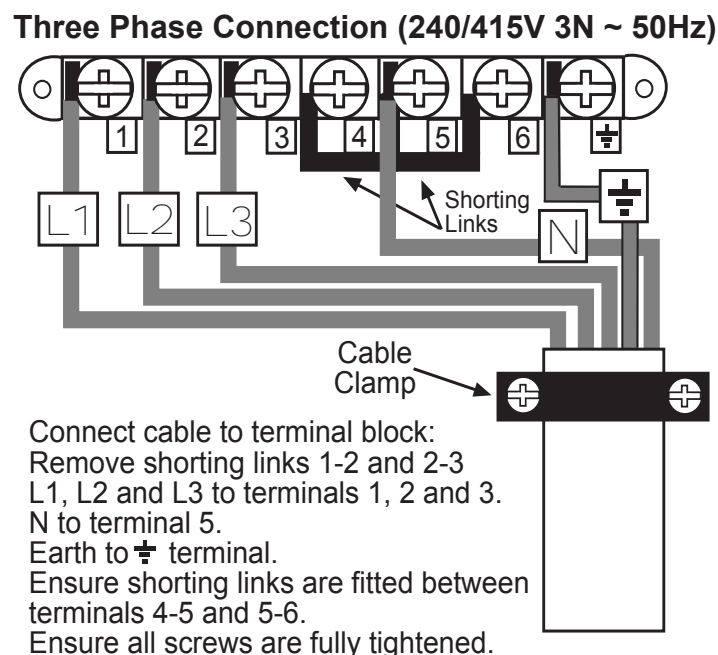 Three Phase Connection (240/415V 3N ~ 50Hz)
1 2 3 4 5 6 ⏚
L1 L2 L3
Shorting
Links
N
⏚
Cable
Clamp
Connect cable to terminal block:
Remove shorting links 1-2 and 2-3
L1, L2 and L3 to terminals 1, 2 and 3.
N to terminal 5.
Earth to ⏚ terminal.
Ensure shorting links are fitted between
terminals 4-5 and 5-6.
Ensure all screws are fully tightened.